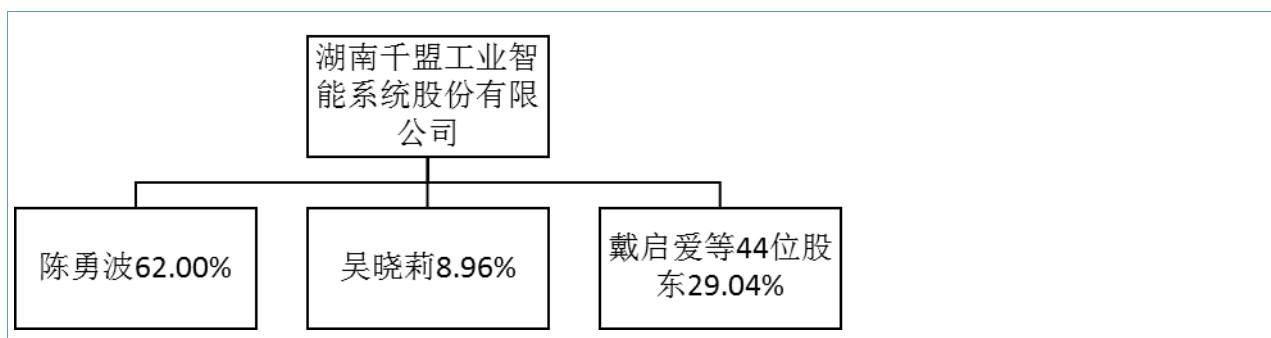 湖南千盟工业智
能系统股份有限
公司
陈勇波62.00%
吴晓莉8.96%
戴启爱等44位股
东29.04%